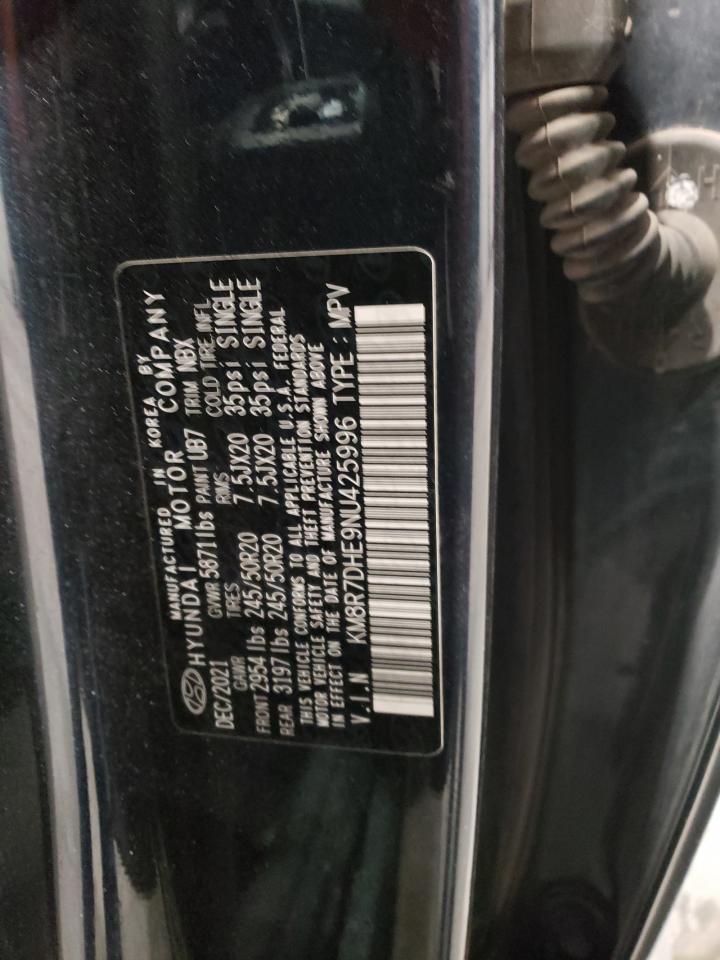 MANUFACTURED IN KOREA BY
HYUNDAI MOTOR COMPANY
DEC/2021 GVWR 5871lbs PAINT UB7 TRIM NBX
GAWR TIRES RIMS COLD TIRE INFL.
FRONT 2954 lbs 245/50R20 7.5JX20 35psi SINGLE
REAR 3197 lbs 245/50R20 7.5JX20 35psi SINGLE
THIS VEHICLE CONFORMS TO ALL APPLICABLE U.S.A. FEDERAL
MOTOR VEHICLE SAFETY AND THEFT PREVENTION STANDARDS
IN EFFECT ON THE DATE OF MANUFACTURE SHOWN ABOVE
V.I.N KM8R7DHE9NU425996 TYPE : MPV